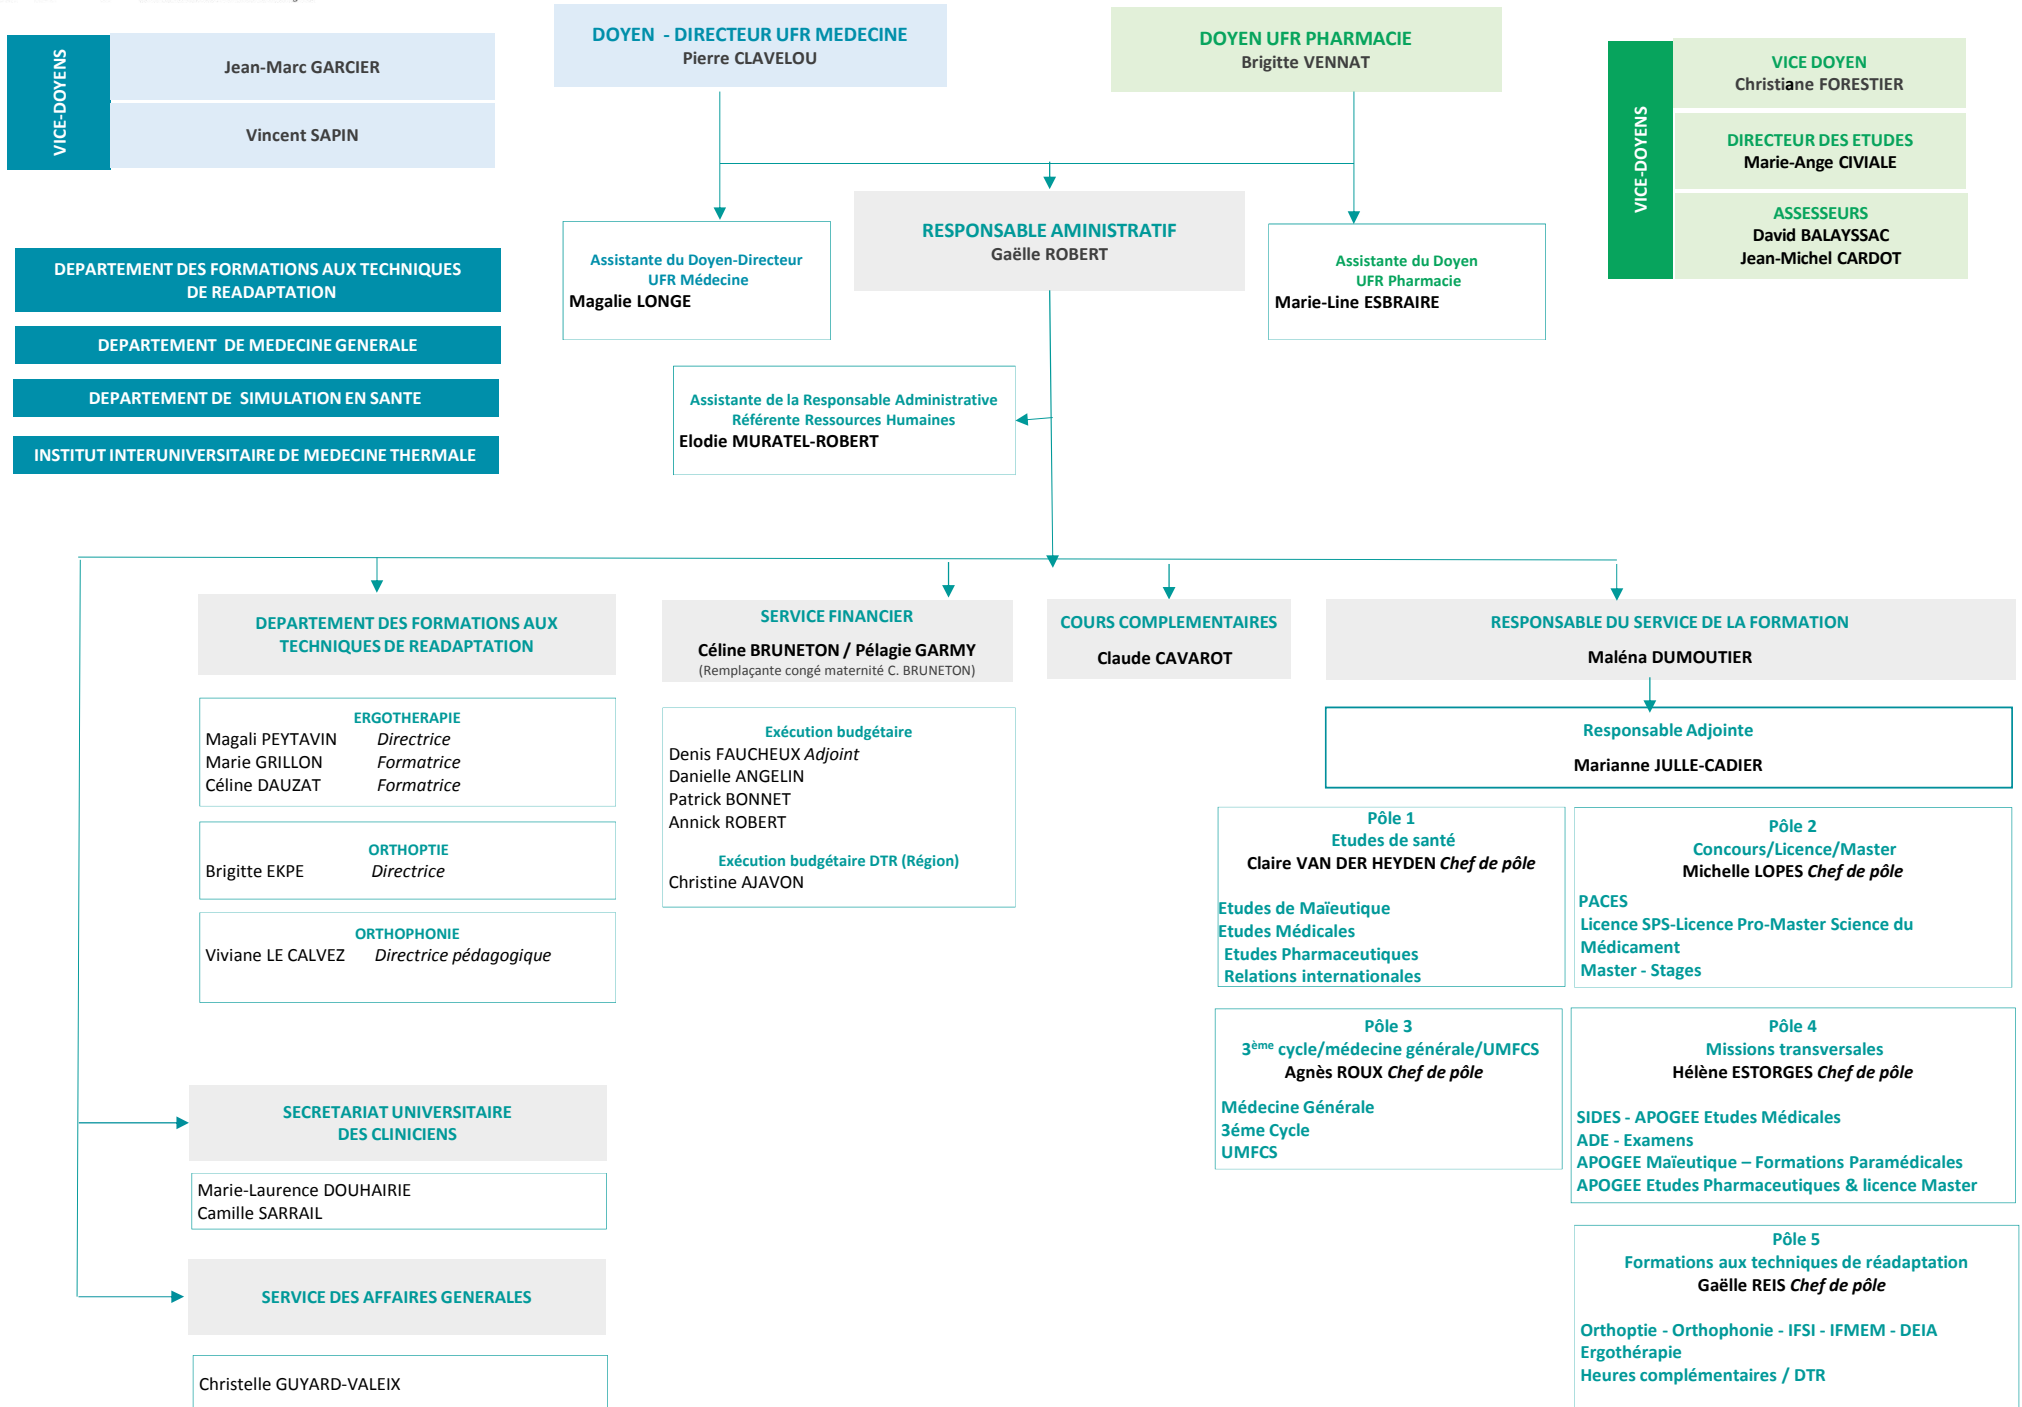 DOYEN - DIRECTEUR UFR MEDECINE
Pierre CLAVELOU
DOYEN UFR PHARMACIE
Brigitte VENNAT
VICE-DOYENS
Jean-Marc GARCIER
Vincent SAPIN
VICE-DOYENS
VICE DOYEN
Christiane FORESTIER
DIRECTEUR DES ETUDES
Marie-Ange CIVIALE
ASSESSEURS
David BALAYSSAC
Jean-Michel CARDOT
RESPONSABLE AMINISTRATIF
Gaëlle ROBERT
Assistante du Doyen-Directeur
UFR Médecine
Magalie LONGE
Assistante du Doyen
UFR Pharmacie
Marie-Line ESBRAIRE
DEPARTEMENT DES FORMATIONS AUX TECHNIQUES
DE READAPTATION
DEPARTEMENT DE MEDECINE GENERALE
DEPARTEMENT DE SIMULATION EN SANTE
INSTITUT INTERUNIVERSITAIRE DE MEDECINE THERMALE
Assistante de la Responsable Administrative
Référente Ressources Humaines
Elodie MURATEL-ROBERT
DEPARTEMENT DES FORMATIONS AUX
TECHNIQUES DE READAPTATION
ERGOTHERAPIE
Magali PEYTAVIN Directrice
Marie GRILLON Formatrice
Céline DAUZAT Formatrice
ORTHOPTIE
Brigitte EKPE Directrice
ORTHOPHONIE
Viviane LE CALVEZ Directrice pédagogique
SERVICE FINANCIER
Céline BRUNETON / Pélagie GARMY
(Remplaçante congé maternité C. BRUNETON)
Exécution budgétaire
Denis FAUCHEUX Adjoint
Danielle ANGELIN
Patrick BONNET
Annick ROBERT
Exécution budgétaire DTR (Région)
Christine AJAVON
COURS COMPLEMENTAIRES
Claude CAVAROT
RESPONSABLE DU SERVICE DE LA FORMATION
Maléna DUMOUTIER
Responsable Adjointe
Marianne JULLE-CADIER
Pôle 1
Etudes de santé
Claire VAN DER HEYDEN Chef de pôle
Etudes de Maïeutique
Etudes Médicales
Etudes Pharmaceutiques
Relations internationales
Pôle 2
Concours/Licence/Master
Michelle LOPES Chef de pôle
PACES
Licence SPS-Licence Pro-Master Science du
Médicament
Master - Stages
Pôle 3
3ème cycle/médecine générale/UMFCS
Agnès ROUX Chef de pôle
Médecine Générale
3éme Cycle
UMFCS
Pôle 4
Missions transversales
Hélène ESTORGES Chef de pôle
SIDES - APOGEE Etudes Médicales
ADE - Examens
APOGEE Maïeutique – Formations Paramédicales
APOGEE Etudes Pharmaceutiques & licence Master
Pôle 5
Formations aux techniques de réadaptation
Gaëlle REIS Chef de pôle
Orthoptie - Orthophonie - IFSI - IFMEM - DEIA
Ergothérapie
Heures complémentaires / DTR
SECRETARIAT UNIVERSITAIRE
DES CLINICIENS
Marie-Laurence DOUHAIRIE
Camille SARRAIL
SERVICE DES AFFAIRES GENERALES
Christelle GUYARD-VALEIX